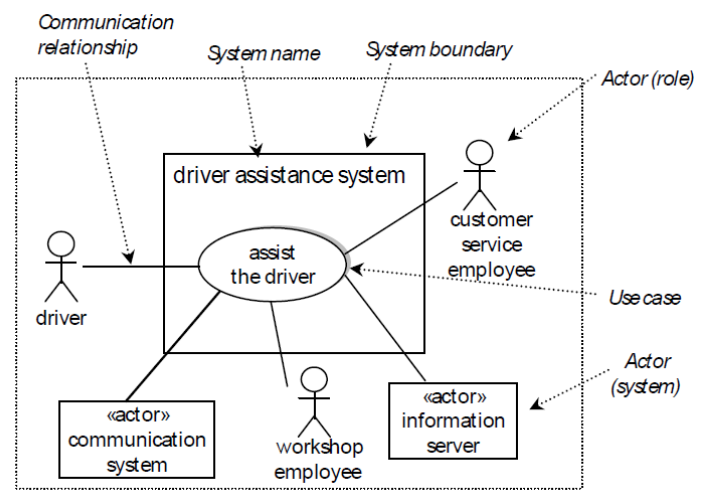 Communication
relationship
System name
System boundary
Actor (role)
driver assistance system
customer
service
employee
assist
the driver
driver
Use case
Actor
(system)
«actor»
communication
system
workshop
employee
«actor»
information
server